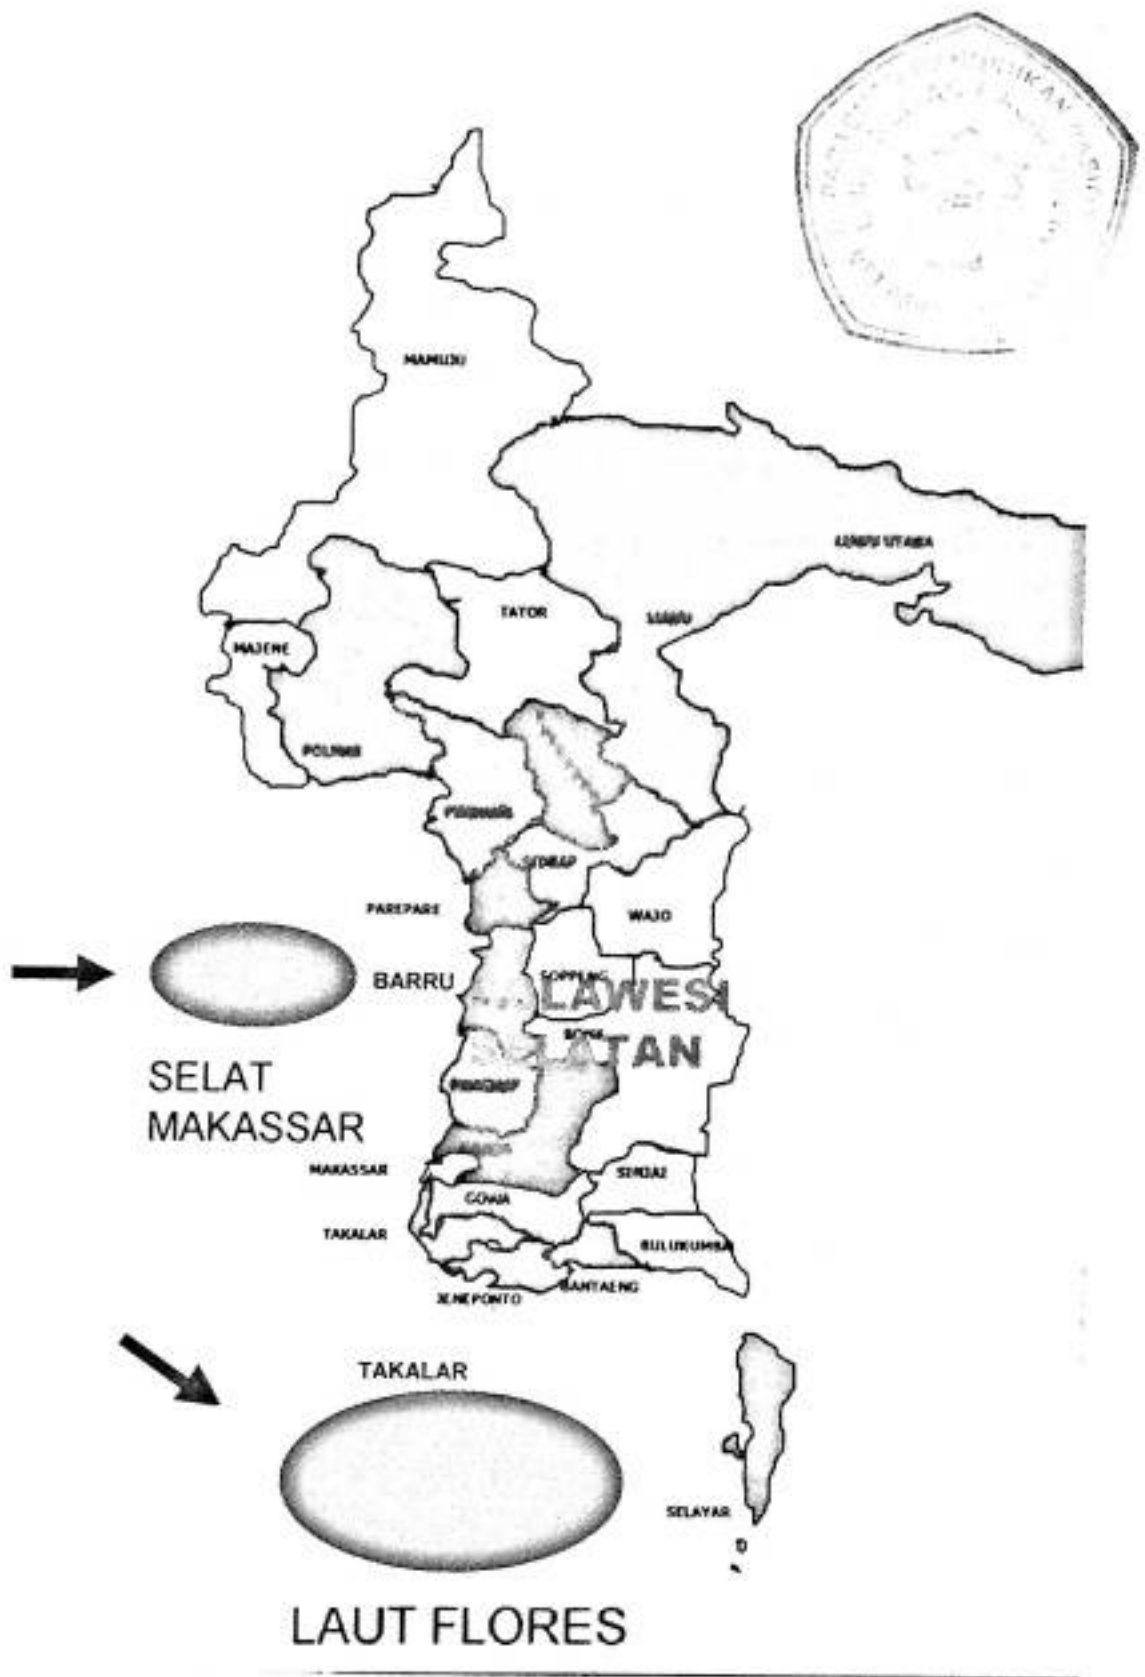 MAMUJU
LUWU UTARA
TATOR
LUWU
MAJENE
POLMAS
PINRANG
SIDRAP
PAREPARE
WAJO
BARRU
SOPPENG
LAWESI
BONE
LATAN
SELAT
MAKASSAR
PANGKEP
MAKASSAR
SINJAI
GOWA
TAKALAR
BULUKUMBA
BANTAENG
JENEPONTO
TAKALAR
SELAYAR
LAUT FLORES